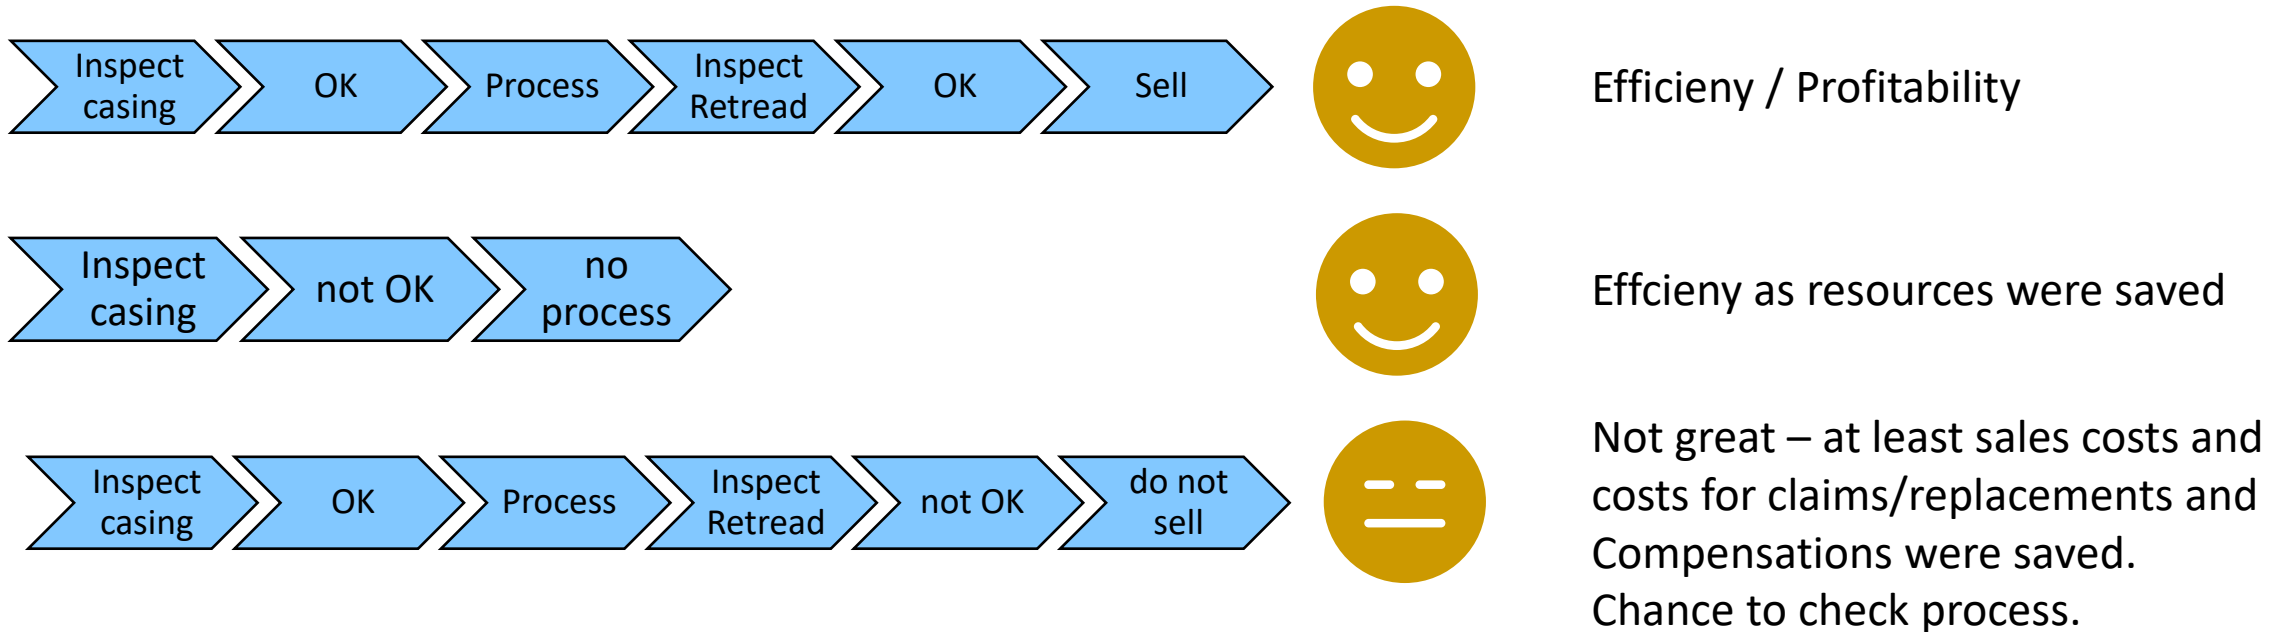 Inspect
casing
OK
Process
Inspect
Retread
OK
Sell
Efficieny / Profitability
Inspect
casing
not OK
no
process
Effcieny as resources were saved
Inspect
casing
OK
Process
Inspect
Retread
not OK
do not
sell
Not great – at least sales costs and
costs for claims/replacements and
Compensations were saved.
Chance to check process.